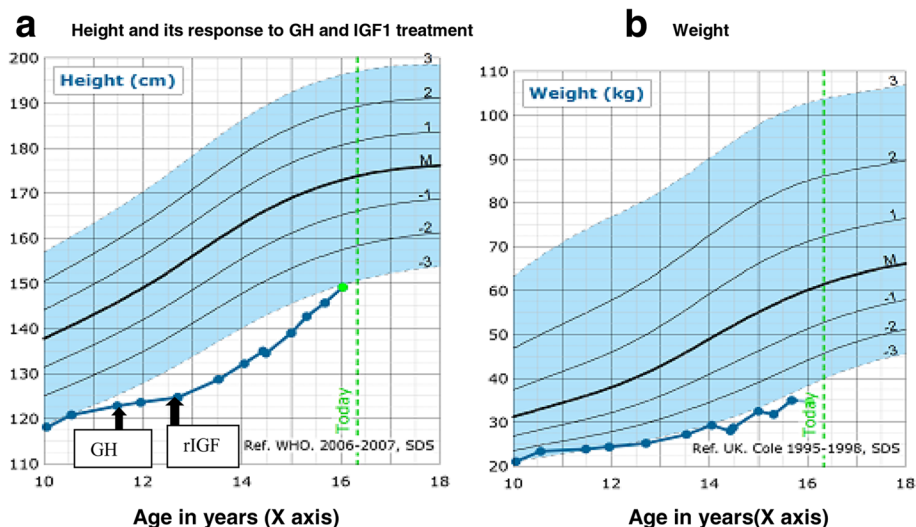 a Height and its response to GH and IGF1 treatment
Height (cm)
200
190
180
170
160
150
140
130
120
110
3
2
1
M
-1
-2
-3
Today
GH
rIGF
Ref. WHO. 2006-2007, SDS
10 12 14 16 18
Age in years (X axis)
b Weight
Weight (kg)
110
100
90
80
70
60
50
40
30
20
3
2
1
M
-1
-2
-3
Today
Ref. UK. Cole 1995-1998, SDS
10 11 12 13 14 15 16 17 18
Age in years(X axis)